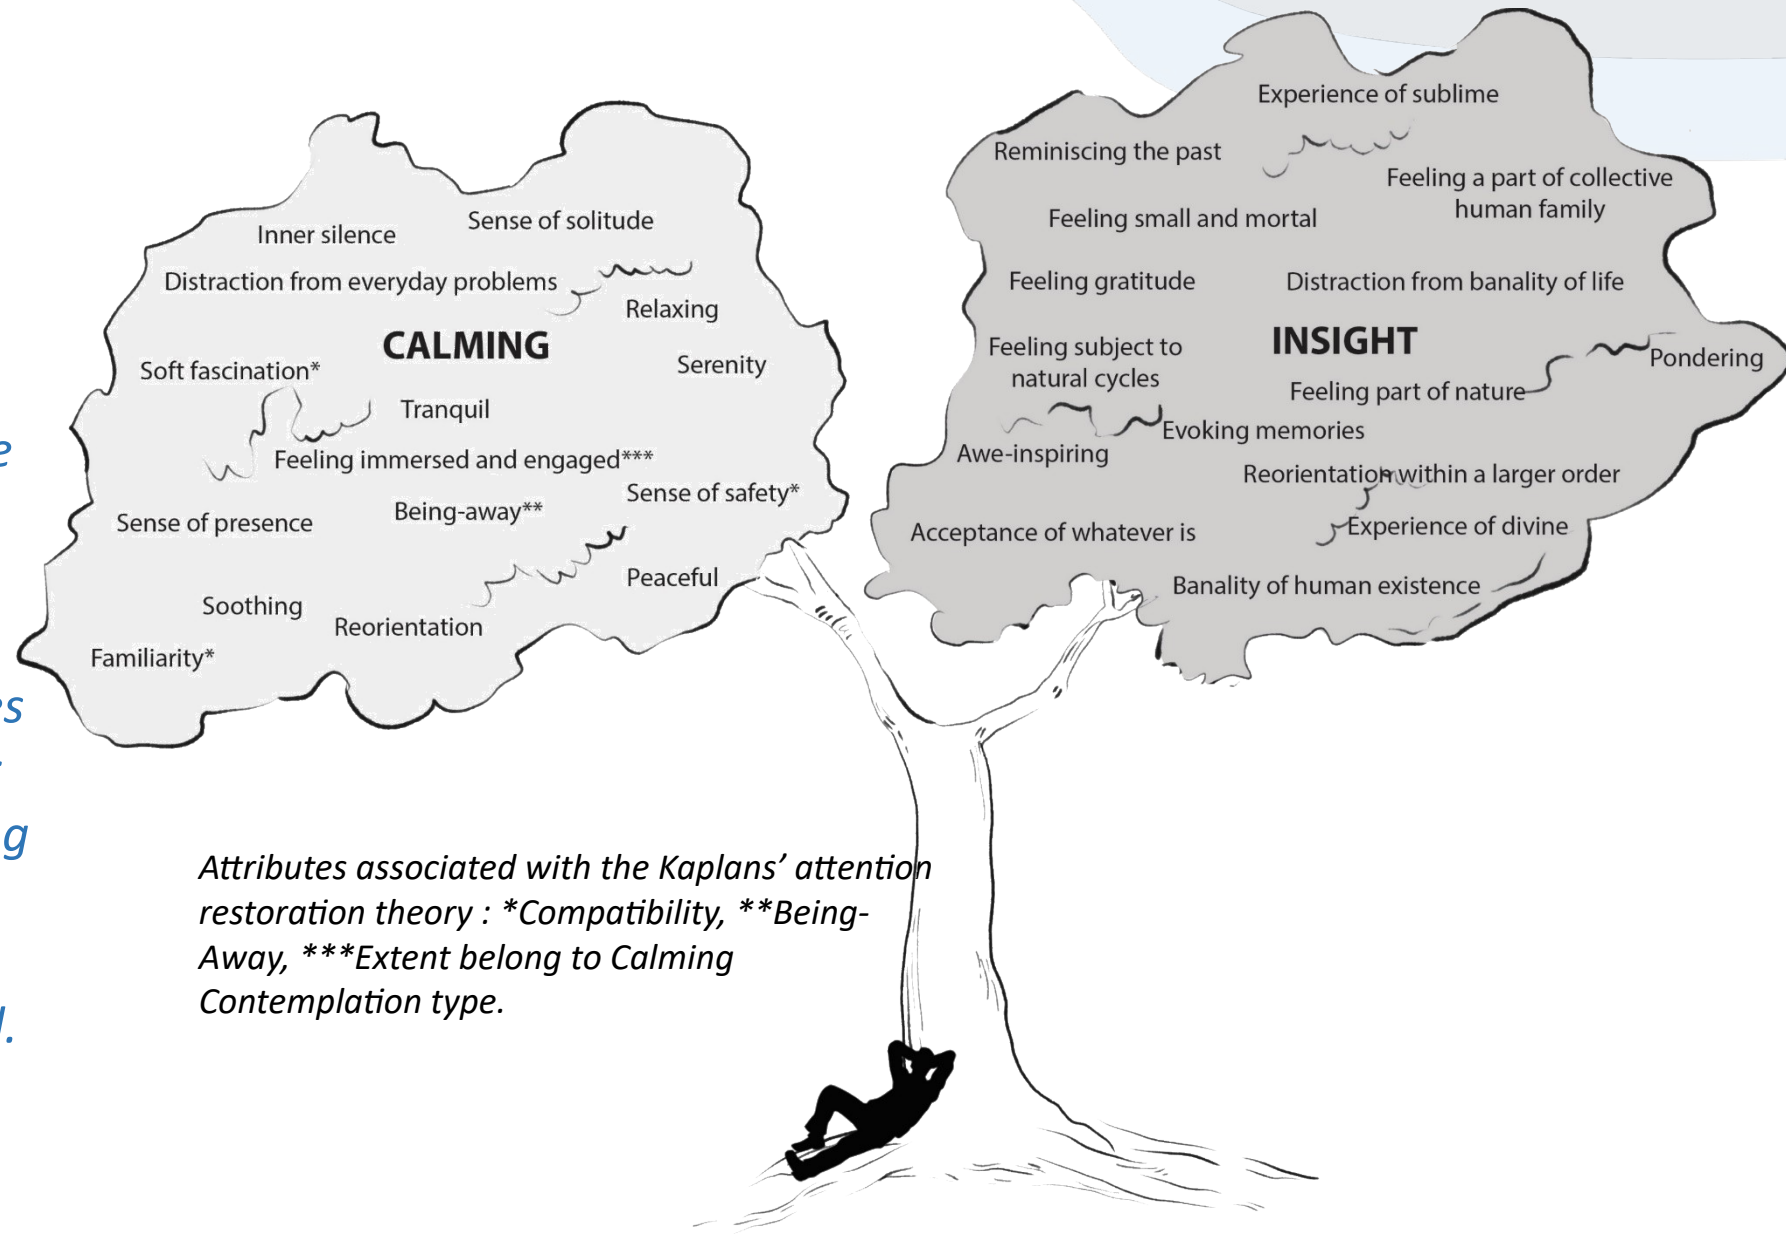 Inner silence
Sense of solitude
Distraction from everyday problems
Relaxing
CALMING
Soft fascination*
Serenity
Tranquil
Feeling immersed and engaged***
Sense of safety*
Being-away**
Sense of presence
Peaceful
Soothing
Reorientation
Familiarity*
Experience of sublime
Reminiscing the past
Feeling a part of collective
human family
Feeling small and mortal
Feeling gratitude
Distraction from banality of life
INSIGHT
Feeling subject to
natural cycles
Pondering
Feeling part of nature
Evoking memories
Awe-inspiring
Reorientation within a larger order
Experience of divine
Acceptance of whatever is
Banality of human existence
Attributes associated with the Kaplans’ attention
restoration theory : *Compatibility, **Being-
Away, ***Extent belong to Calming
Contemplation type.